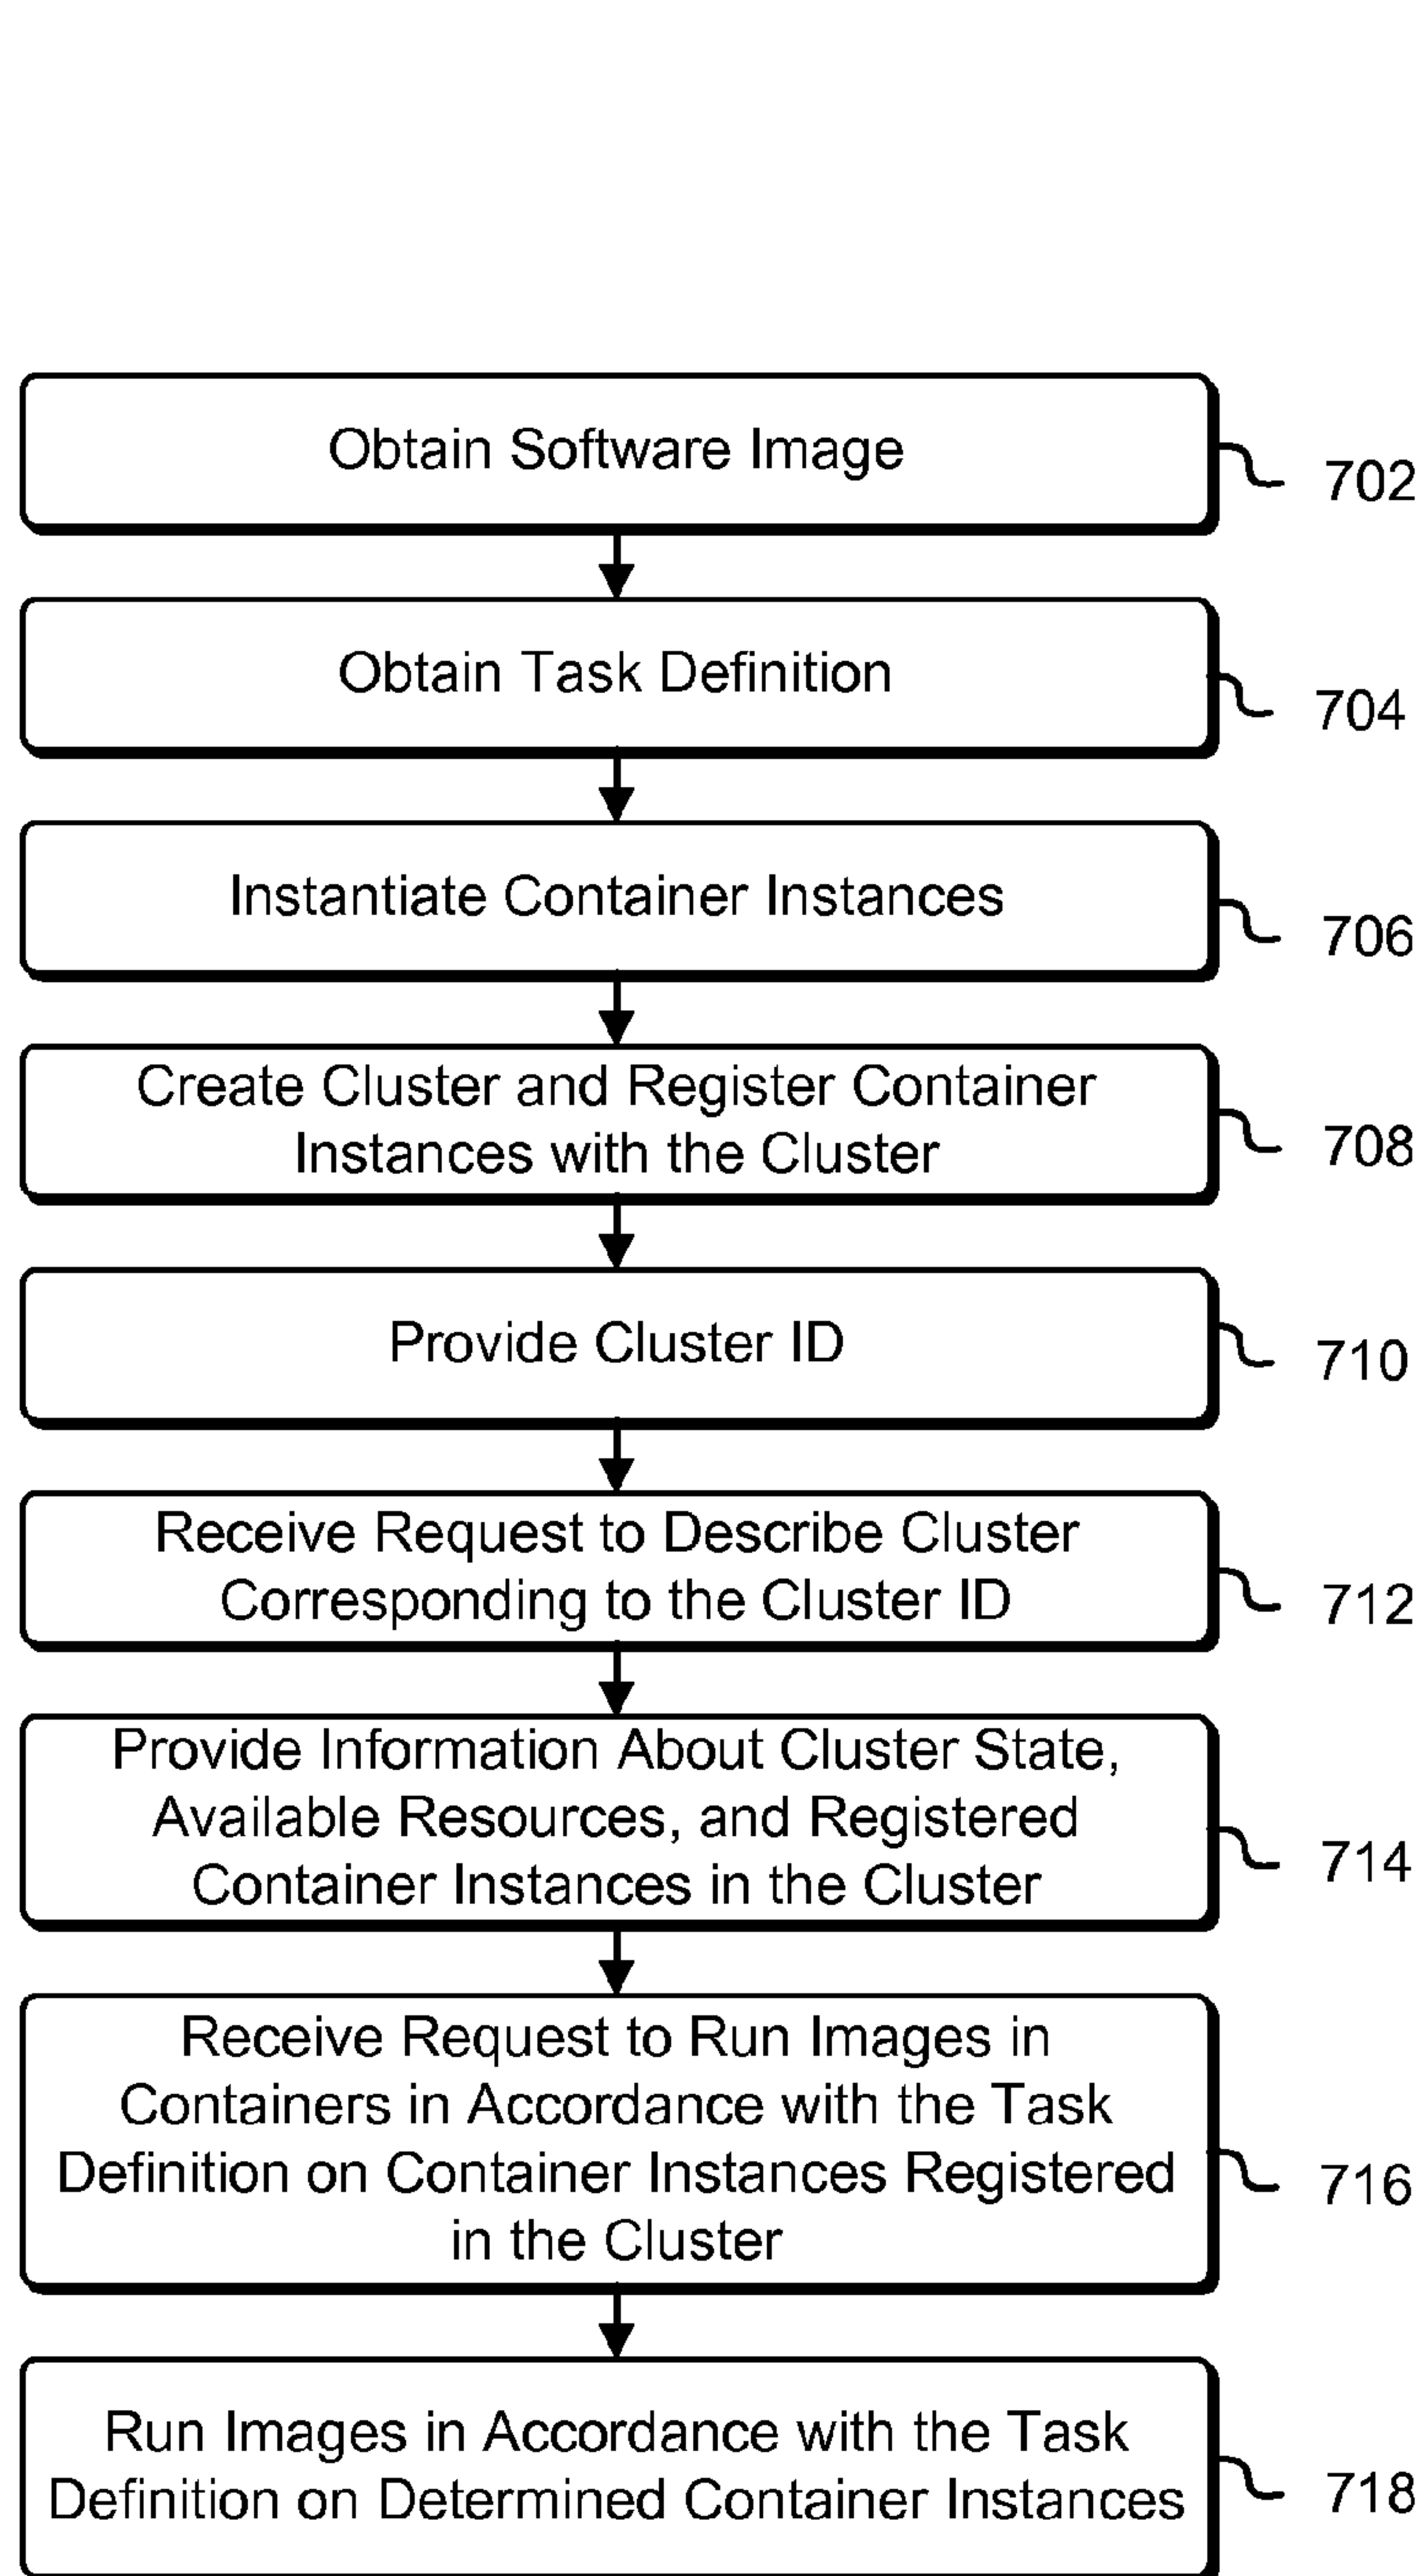 Obtain Software Image
702
Obtain Task Definition
704
Instantiate Container Instances
706
Create Cluster and Register Container
Instances with the Cluster
708
Provide Cluster ID
710
Receive Request to Describe Cluster
Corresponding to the Cluster ID
712
Provide Information About Cluster State,
Available Resources, and Registered
Container Instances in the Cluster
714
Receive Request to Run Images in
Containers in Accordance with the Task
Definition on Container Instances Registered
in the Cluster
716
Run Images in Accordance with the Task
Definition on Determined Container Instances
718